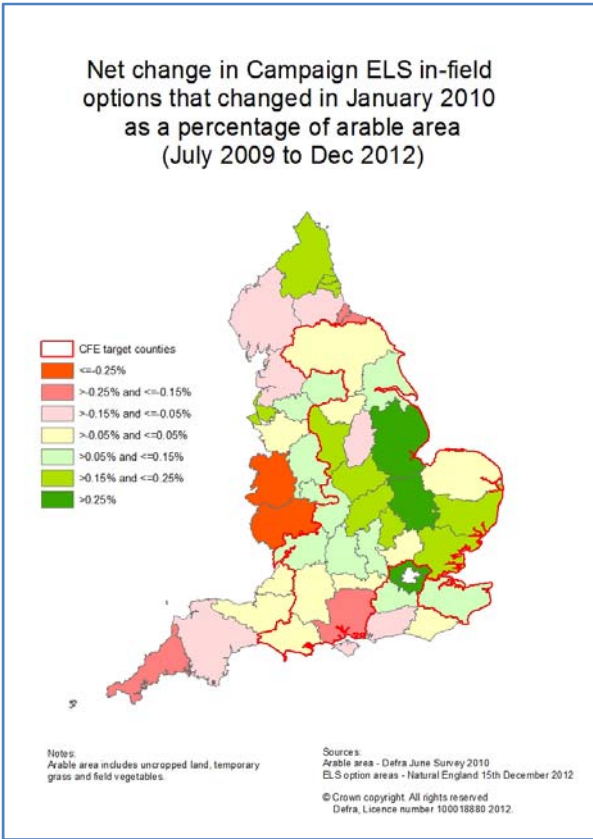 Net change in Campaign ELS in-field
options that changed in January 2010
as a percentage of arable area
(July 2009 to Dec 2012)
CFE target counties
<=-0.25%
>-0.25% and <=-0.15%
>-0.15% and <=-0.05%
>-0.05% and <=0.05%
>0.05% and <=0.15%
>0.15% and <=0.25%
>0.25%
Notes:
Arable area includes uncropped land, temporary
grass and field vegetables.
Sources:
Arable area - Defra June Survey 2010
ELS option areas - Natural England 15th December 2012
© Crown copyright. All rights reserved
Defra, Licence number 100018880 2012.